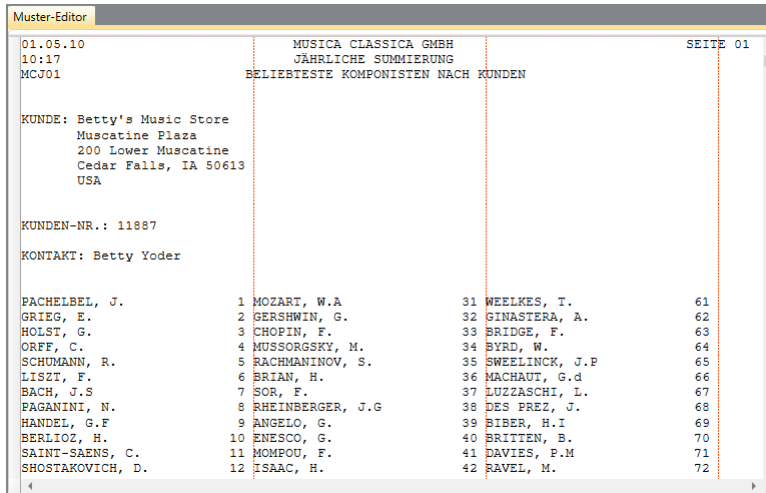 Muster-Editor
01.05.10 MUSICA CLASSICA GMBH SEITE 01
10:17 JÄHRLICHE SUMMIERUNG
MCJ01 BELIEBTESTE KOMPONISTEN NACH KUNDEN
KUNDE: Betty's Music Store
Muscatine Plaza
200 Lower Muscatine
Cedar Falls, IA 50613
USA
KUNDEN-NR.: 11887
KONTAKT: Betty Yoder
PACHELBEL, J. 1 MOZART, W.A 31 WEELKES, T. 61
GRIEG, E. 2 GERSHWIN, G. 32 GINASTERA, A. 62
HOLST, G. 3 CHOPIN, F. 33 BRIDGE, F. 63
ORFF, C. 4 MUSSORGSKY, M. 34 BYRD, W. 64
SCHUMANN, R. 5 RACHMANINOV, S. 35 SWEELINCK, J.P 65
LISZT, F. 6 BRIAN, H. 36 MACHAUT, G.d 66
BACH, J.S 7 SOR, F. 37 LUZZASCHI, L. 67
PAGANINI, N. 8 RHEINBERGER, J.G 38 DES PREZ, J. 68
HANDEL, G.F 9 ANGELO, G. 39 BIBER, H.I 69
BERLIOZ, H. 10 ENESCO, G. 40 BRITTEN, B. 70
SAINT-SAENS, C. 11 MOMPOU, F. 41 DAVIES, P.M 71
SHOSTAKOVICH, D. 12 ISAAC, H. 42 RAVEL, M. 72